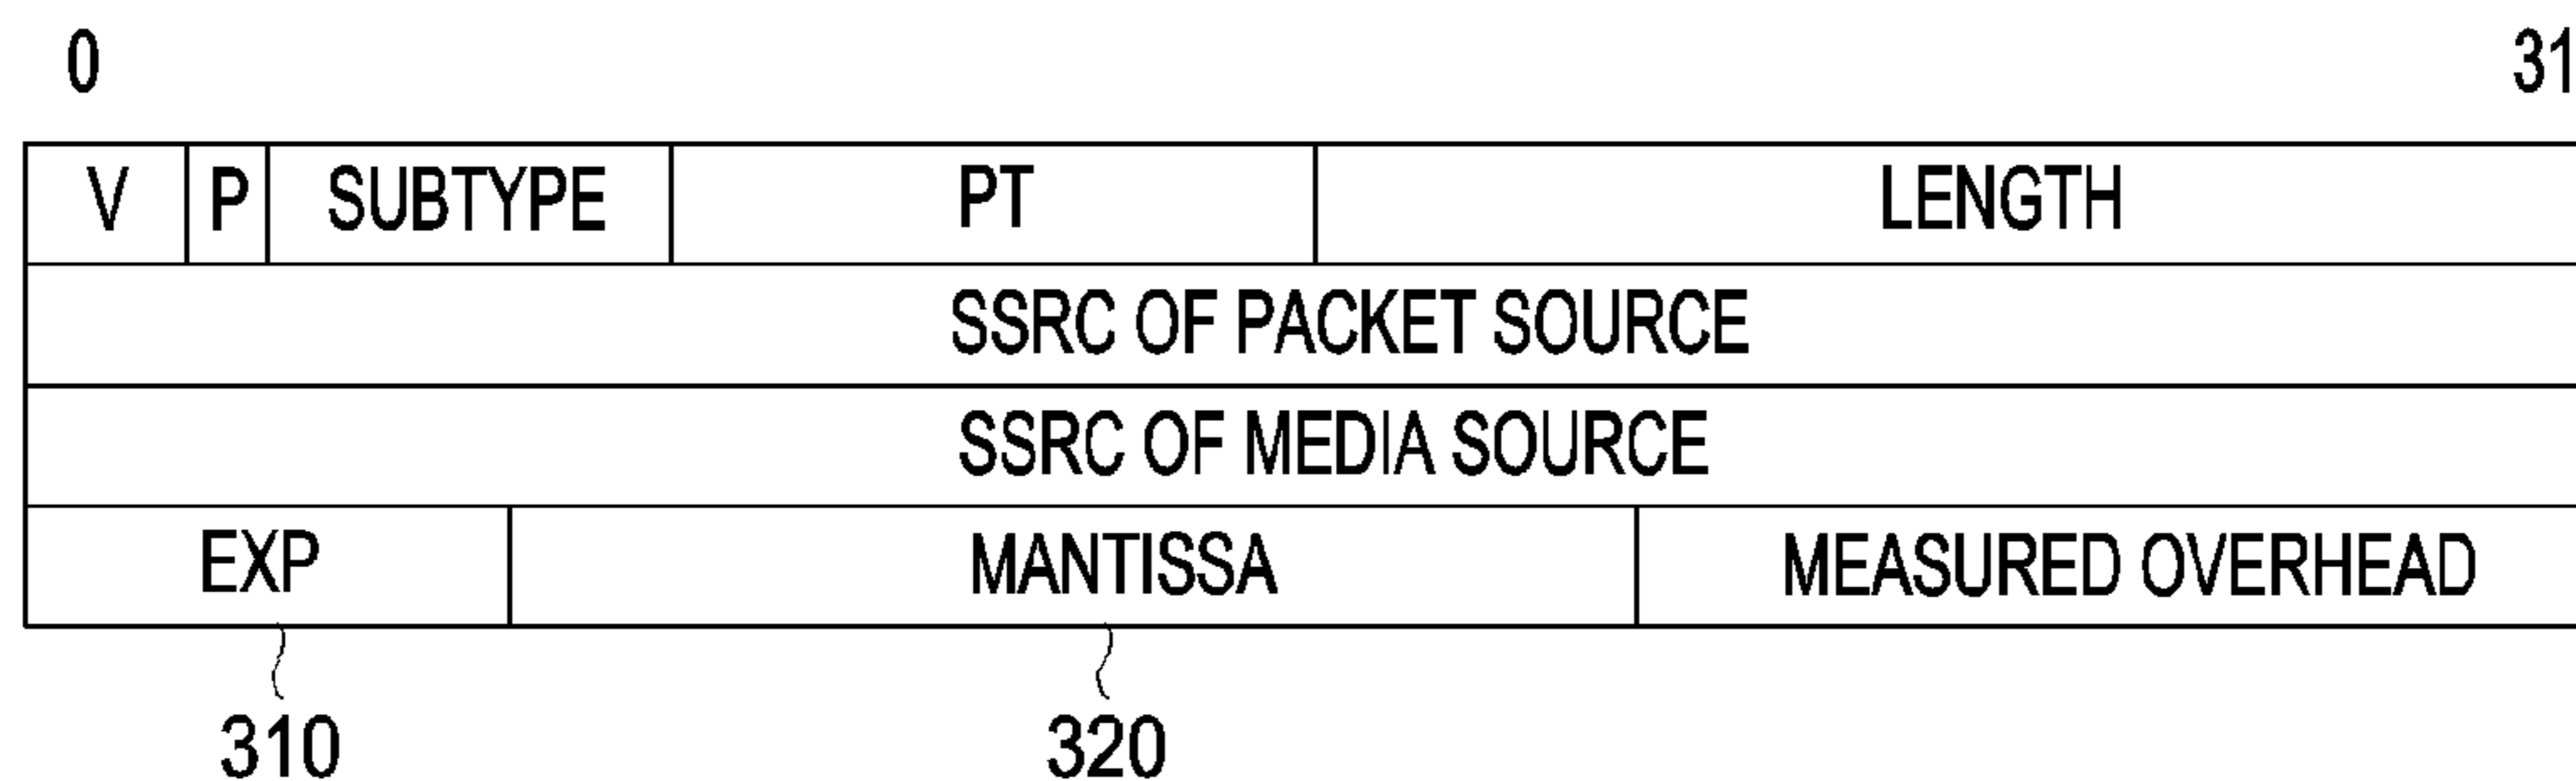 0 31
V P SUBTYPE PT LENGTH
SSRC OF PACKET SOURCE
SSRC OF MEDIA SOURCE
EXP MANTISSA MEASURED OVERHEAD
310 320